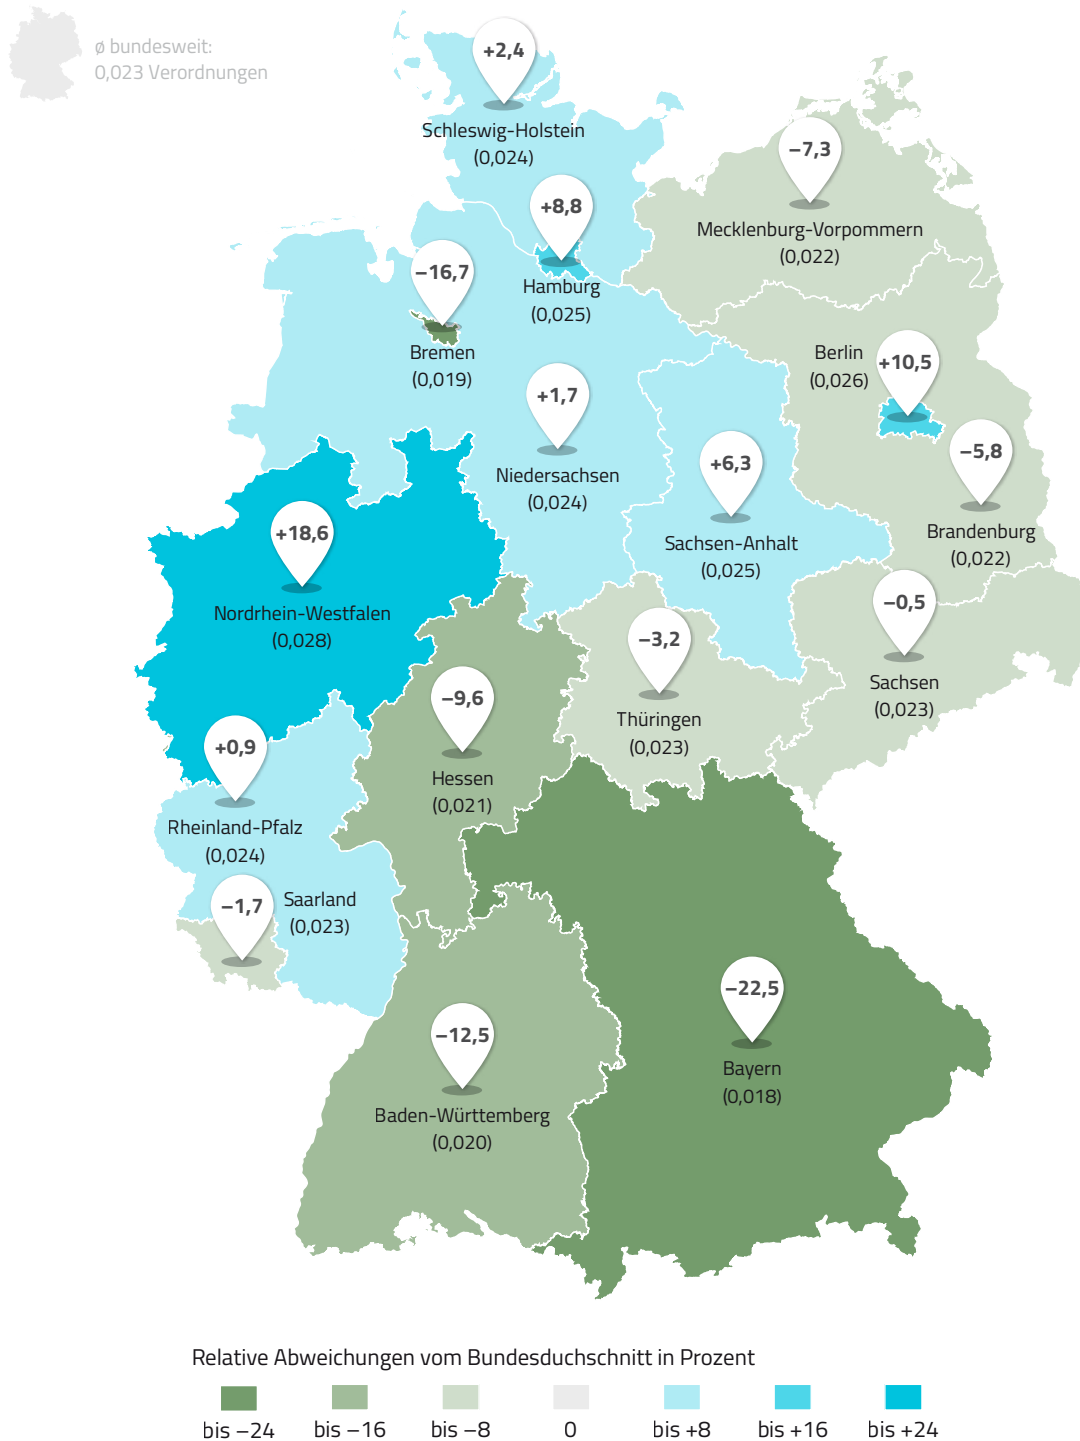 ø bundesweit:
0,023 Verordnungen
+2,4
Schleswig-Holstein
(0,024)
−7,3
Mecklenburg-Vorpommern
(0,022)
+8,8
Hamburg
(0,025)
−16,7
Bremen
(0,019)
Berlin
(0,026)
+10,5
+1,7
Niedersachsen
(0,024)
+6,3
Sachsen-Anhalt
(0,025)
−5,8
Brandenburg
(0,022)
+18,6
Nordrhein-Westfalen
(0,028)
−0,5
Sachsen
(0,023)
−3,2
Thüringen
(0,023)
−9,6
Hessen
(0,021)
+0,9
Rheinland-Pfalz
(0,024)
−1,7
Saarland
(0,023)
−22,5
Bayern
(0,018)
−12,5
Baden-Württemberg
(0,020)
Relative Abweichungen vom Bundesduchschnitt in Prozent
bis −24 bis −16 bis −8 0 bis +8 bis +16 bis +24